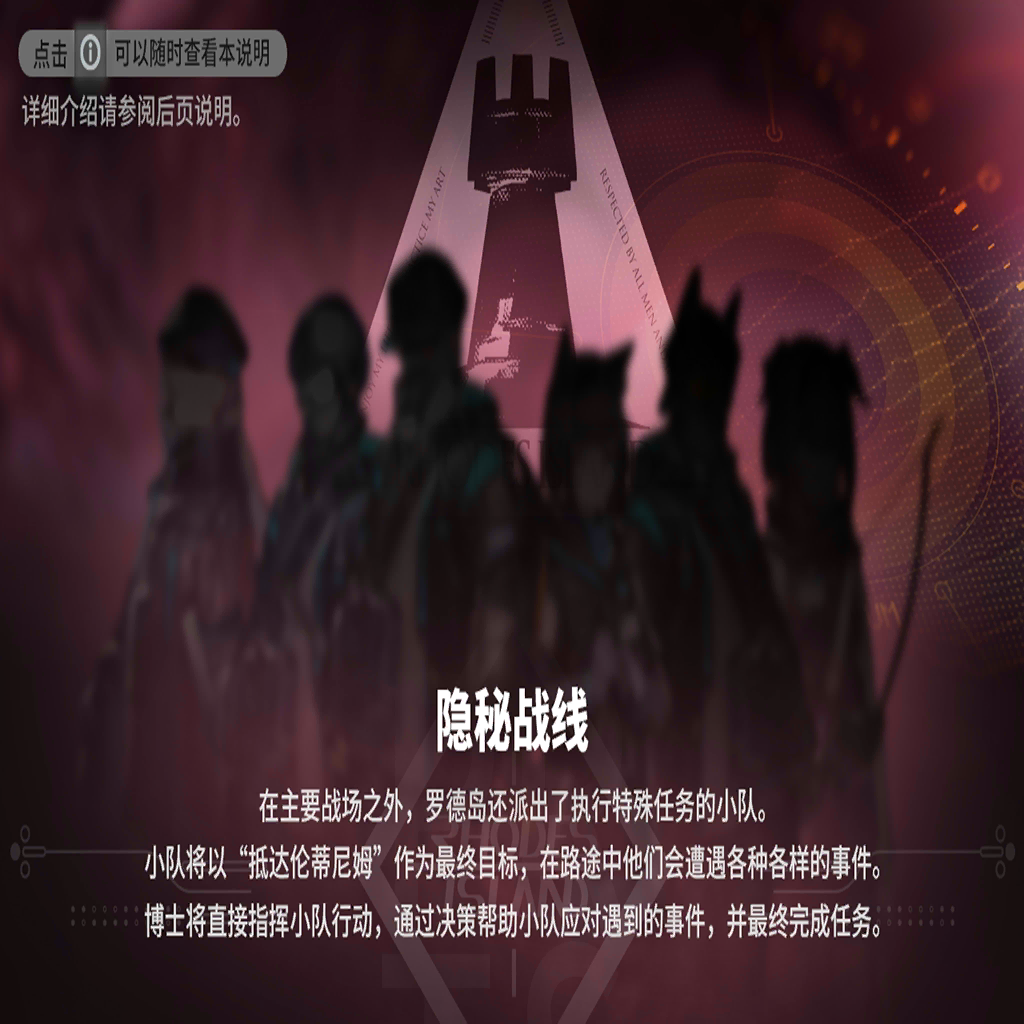 点击 ⓘ 可以随时查看本说明
详细介绍请参阅后页说明。
RESPECTED BY ALL MEN
隐秘战线
在主要战场之外，罗德岛还派出了执行特殊任务的小队。
小队将以“抵达伦蒂尼姆”作为最终目标，在路途中他们会遭遇各种各样的事件。
RHODES
ISLAND
博士将直接指挥小队行动，通过决策帮助小队应对遇到的事件，并最终完成任务。